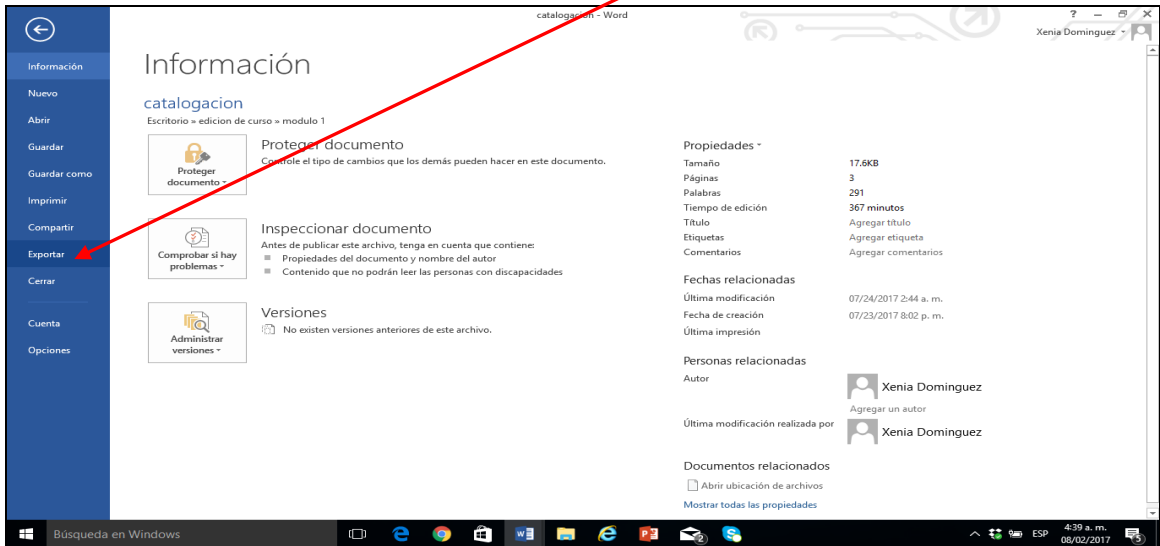 catalogacion - Word
? – ×
Xenia Dominguez
Información
Nuevo
Abrir
Guardar
Guardar como
Imprimir
Compartir
Exportar
Cerrar
Cuenta
Opciones
Información
catalogacion
Escritorio » edicion de curso » modulo 1
Proteger documento
Proteger documento
Controle el tipo de cambios que los demás pueden hacer en este documento.
Comprobar si hay problemas
Inspeccionar documento
Antes de publicar este archivo, tenga en cuenta que contiene:
Propiedades del documento y nombre del autor
Contenido que no podrán leer las personas con discapacidades
Administrar versiones
Versiones
No existen versiones anteriores de este archivo.
Propiedades
Tamaño 17.6KB
Páginas 3
Palabras 291
Tiempo de edición 367 minutos
Título Agregar título
Etiquetas Agregar etiqueta
Comentarios Agregar comentarios
Fechas relacionadas
Última modificación 07/24/2017 2:44 a. m.
Fecha de creación 07/23/2017 8:02 p. m.
Última impresión
Personas relacionadas
Autor Xenia Dominguez
Agregar un autor
Última modificación realizada por Xenia Dominguez
Documentos relacionados
Abrir ubicación de archivos
Mostrar todas las propiedades
Búsqueda en Windows
ESP
4:39 a. m.
08/02/2017